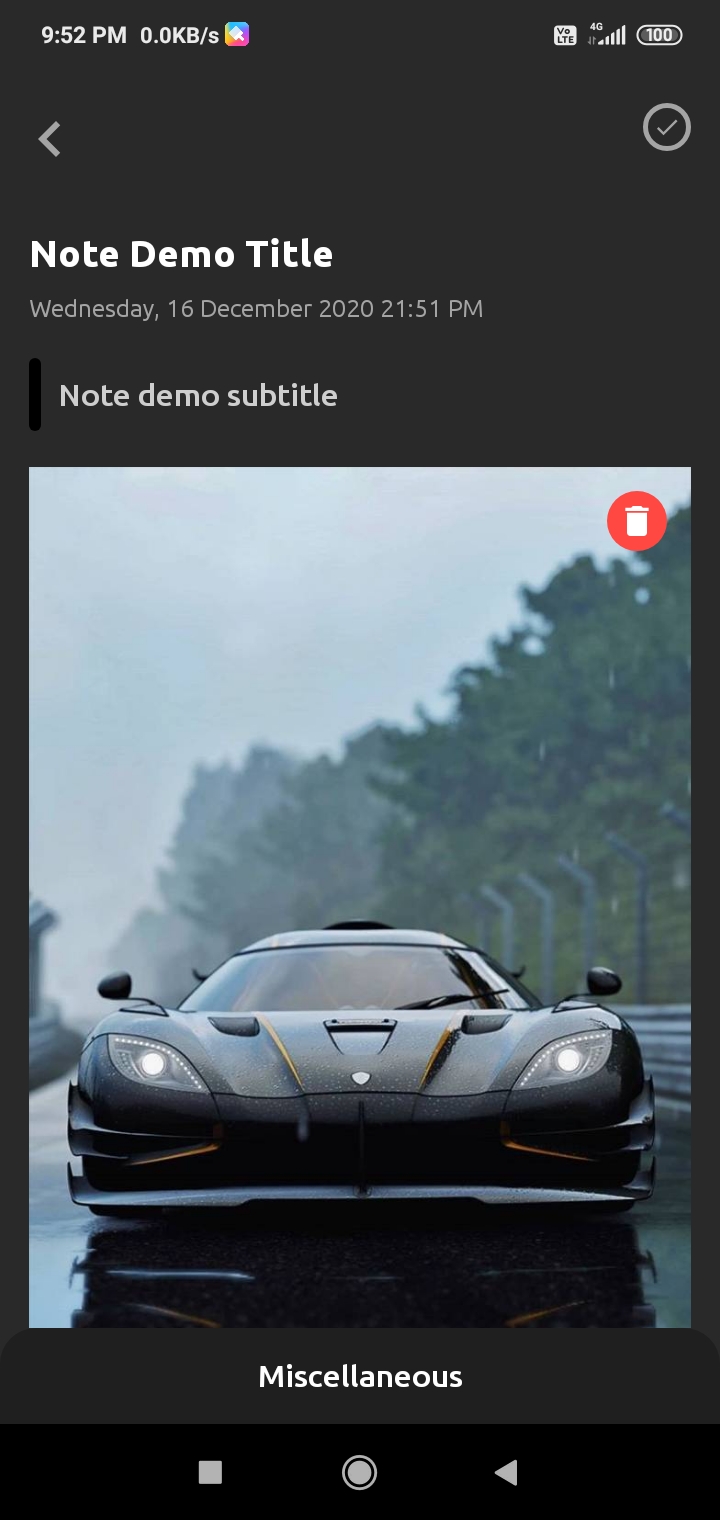 9:52 PM 0.0KB/s
Vo LTE 4G 100
Note Demo Title
Wednesday, 16 December 2020 21:51 PM
Note demo subtitle
Miscellaneous